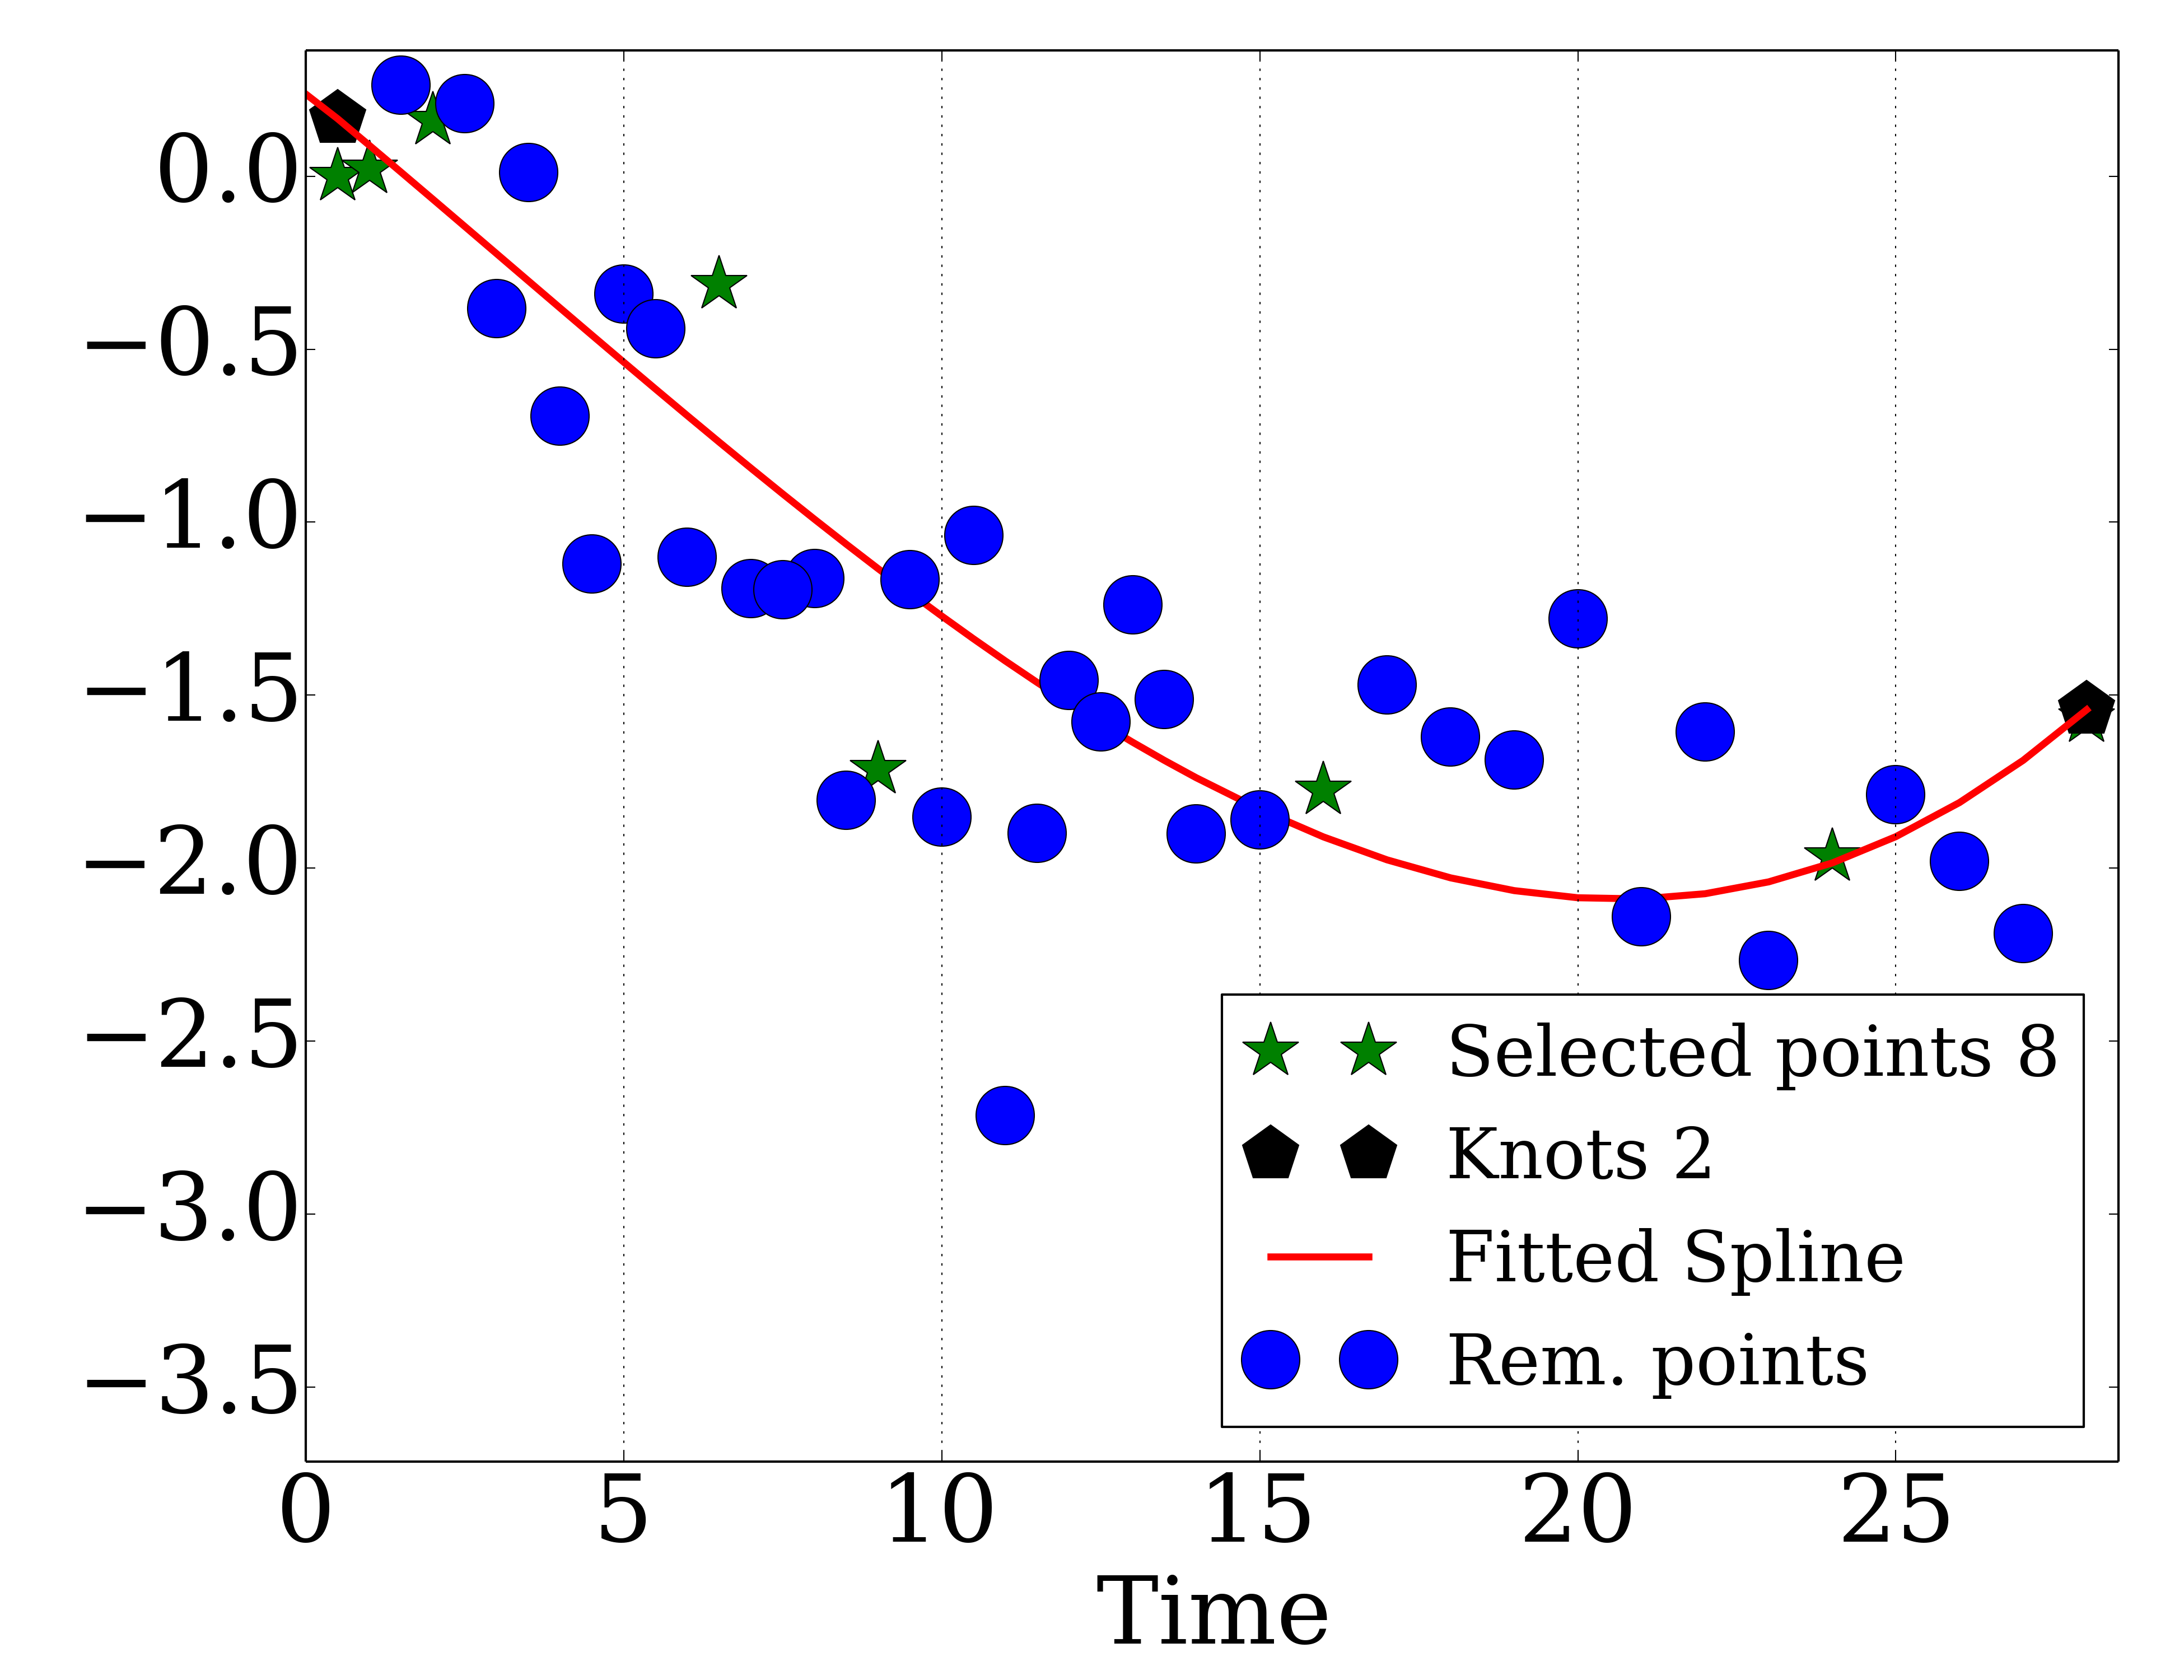 0.0
−0.5
−1.0
−1.5
−2.0
−2.5
−3.0
−3.5
Selected points 8
Knots 2
Fitted Spline
Rem. points
0 5 10 15 20 25
Time